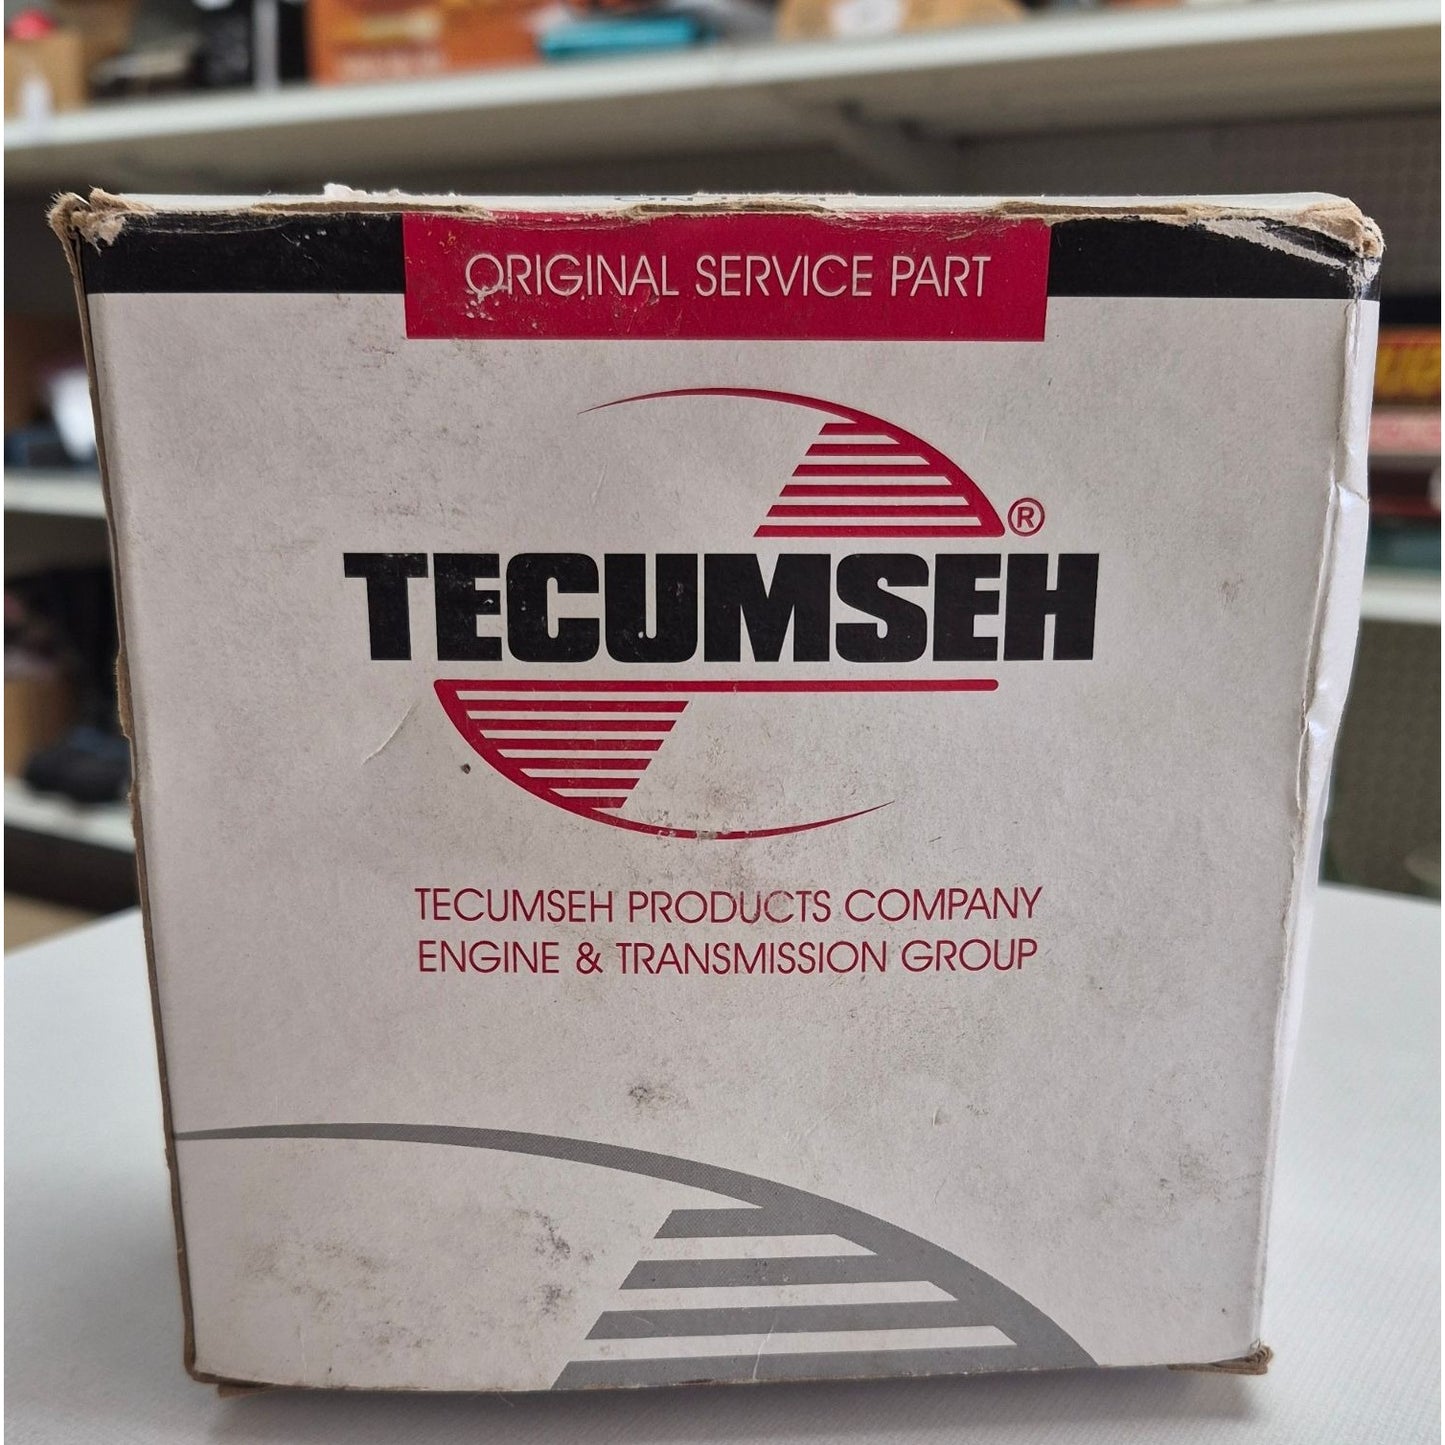 ORIGINAL SERVICE PART
®
TECUMSEH
TECUMSEH PRODUCTS COMPANY
ENGINE & TRANSMISSION GROUP